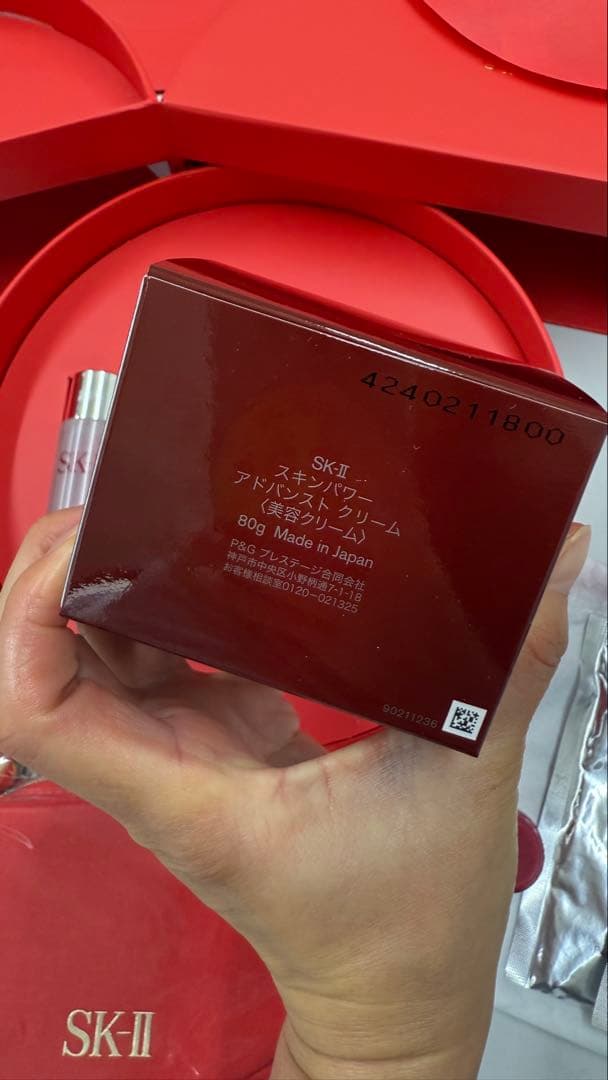 4240211800
SK-II
スキンパワー
アドバンスト クリーム
〈美容クリーム〉
80g Made in Japan
P&G プレステージ合同会社
神戸市中央区小野柄通7-1-18
お客様相談室0120-021325
90211236
SK-II